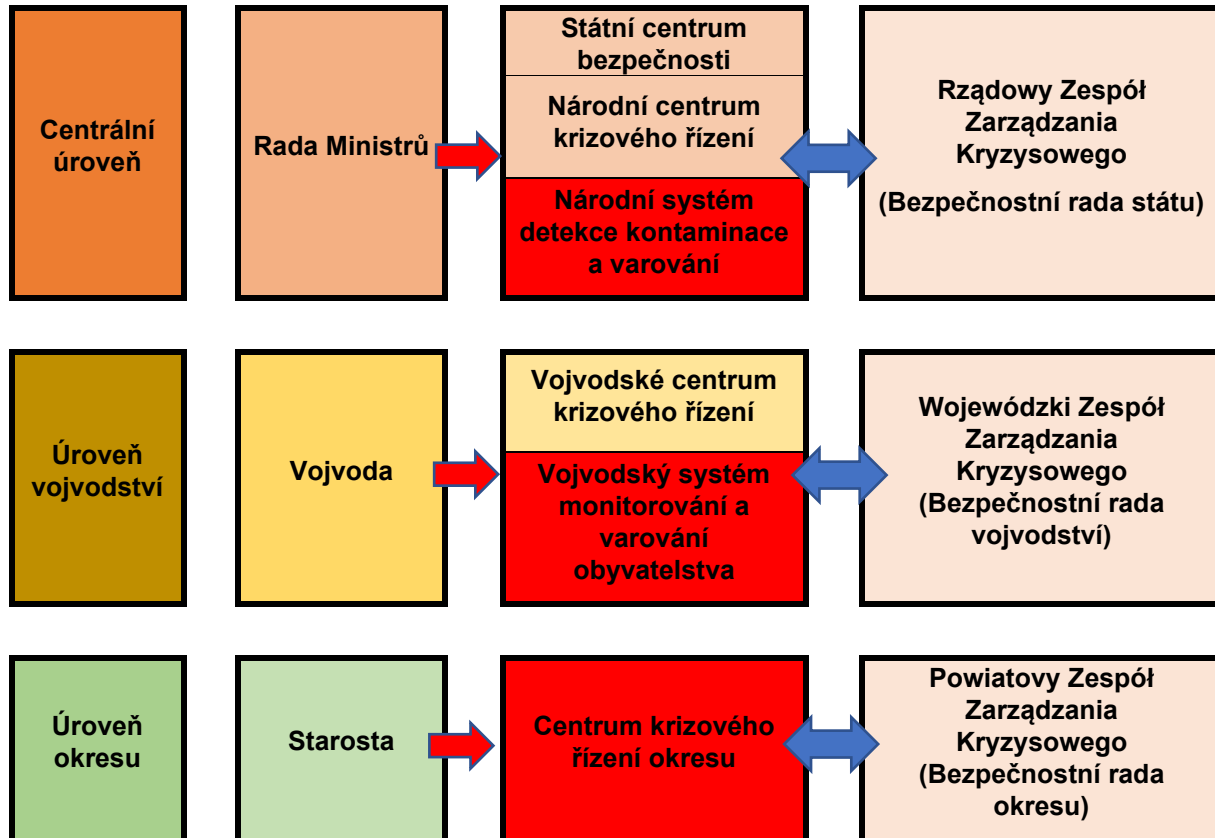 Centrální
úroveň
Rada Ministrů
Státní centrum
bezpečnosti
Národní centrum
krizového řízení
Národní systém
detekce kontaminace
a varování
Rządowy Zespół
Zarządzania
Kryzysowego
(Bezpečnostní rada státu)
Úroveň
vojvodství
Vojvoda
Vojvodské centrum
krizového řízení
Vojvodský systém
monitorování a
varování
obyvatelstva
Wojewódzki Zespół
Zarządzania
Kryzysowego
(Bezpečnostní rada
vojvodství)
Úroveň
okresu
Starosta
Centrum krizového
řízení okresu
Powiatovy Zespół
Zarządzania
Kryzysowego
(Bezpečnostní rada
okresu)